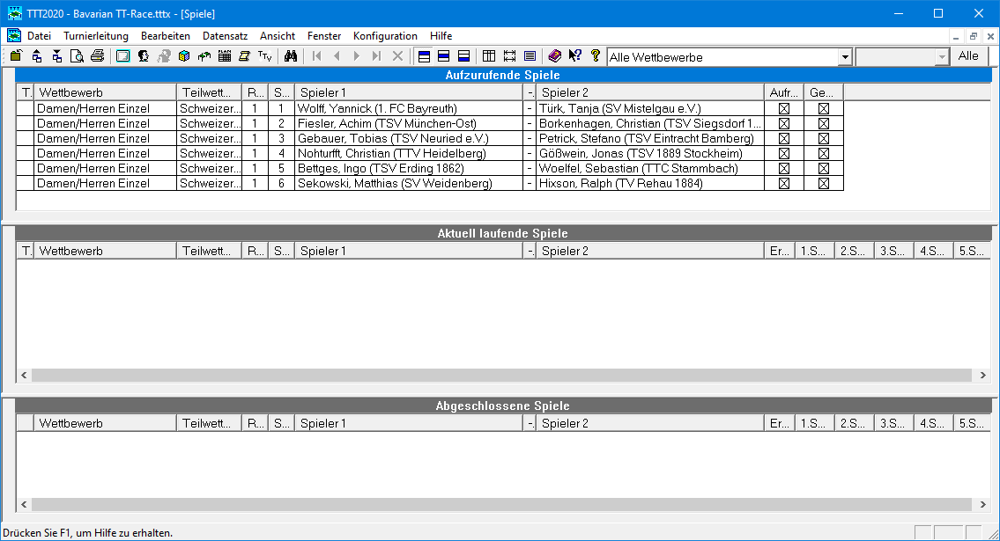 TTT2020 - Bavarian TT-Race.tttx - [Spiele]
Datei Turnierleitung Bearbeiten Datensatz Ansicht Fenster Konfiguration Hilfe
TTV Alle Wettbewerbe Alle
Aufzurufende Spiele
T. Wettbewerb Teilwett... R... S... Spieler 1 -. Spieler 2 Aufr... Ge...
Damen/Herren Einzel Schweizer... 1 1 Wolff, Yannick (1. FC Bayreuth) - Türk, Tanja (SV Mistelgau e.V.)
Damen/Herren Einzel Schweizer... 1 2 Fiesler, Achim (TSV München-Ost) - Borkenhagen, Christian (TSV Siegsdorf 1...
Damen/Herren Einzel Schweizer... 1 3 Gebauer, Tobias (TSV Neuried e.V.) - Petrick, Stefano (TSV Eintracht Bamberg)
Damen/Herren Einzel Schweizer... 1 4 Nohturfft, Christian (TTV Heidelberg) - Gößwein, Jonas (TSV 1889 Stockheim)
Damen/Herren Einzel Schweizer... 1 5 Bettges, Ingo (TSV Erding 1862) - Woelfel, Sebastian (TTC Stammbach)
Damen/Herren Einzel Schweizer... 1 6 Sekowski, Matthias (SV Weidenberg) - Hixson, Ralph (TV Rehau 1884)
Aktuell laufende Spiele
T. Wettbewerb Teilwett... R... S... Spieler 1 -. Spieler 2 Er... 1.S... 2.S... 3.S... 4.S... 5.S...
Abgeschlossene Spiele
Wettbewerb Teilwett... R... S... Spieler 1 -. Spieler 2 Er... 1.S... 2.S... 3.S... 4.S... 5.S...
Drücken Sie F1, um Hilfe zu erhalten.